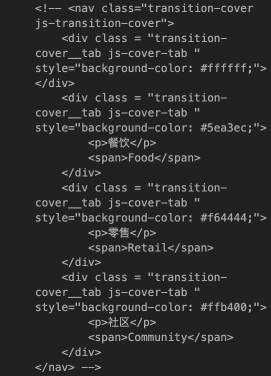 <!-- <nav class="transition-cover
js-transition-cover">
<div class = "transition-
cover__tab js-cover-tab "
style="background-color: #ffffff;">
</div>
<div class = "transition-
cover__tab js-cover-tab "
style="background-color: #5ea3ec;">
<p>餐饮</p>
<span>Food</span>
</div>
<div class = "transition-
cover__tab js-cover-tab "
style="background-color: #f64444;">
<p>零售</p>
<span>Retail</span>
</div>
<div class = "transition-
cover__tab js-cover-tab "
style="background-color: #ffb400;">
<p>社区</p>
<span>Community</span>
</div>
</nav> -->